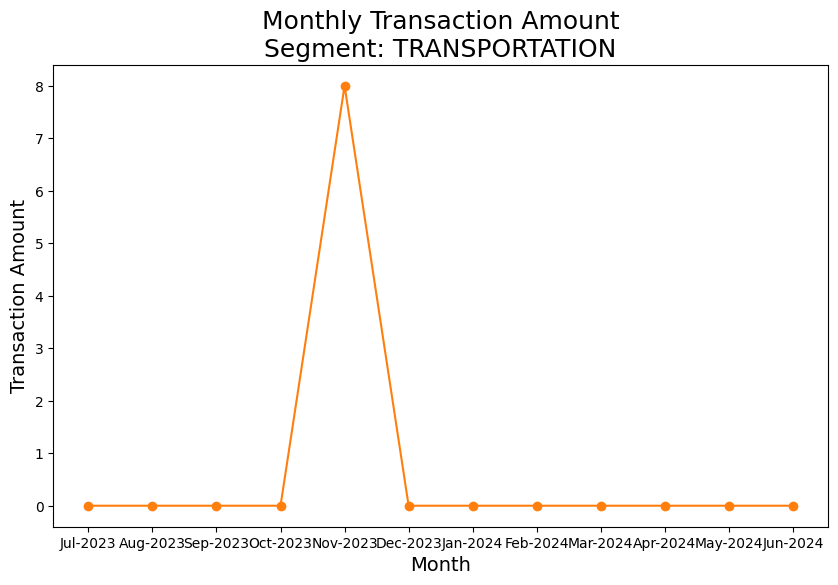 Monthly Transaction Amount
Segment: TRANSPORTATION
Transaction Amount
8
7
6
5
4
3
2
1
0
Jul-2023 Aug-2023 Sep-2023 Oct-2023 Nov-2023 Dec-2023 Jan-2024 Feb-2024 Mar-2024 Apr-2024 May-2024 Jun-2024
Month